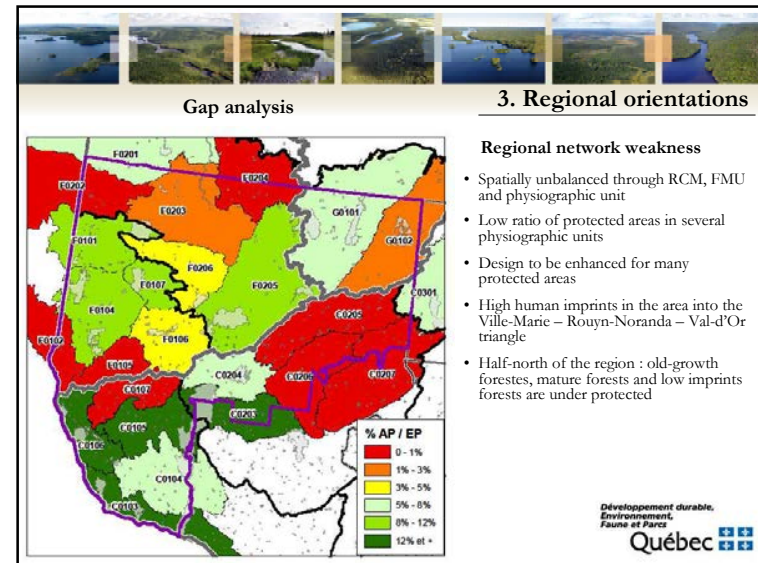 Gap analysis
3. Regional orientations
Regional network weakness
• Spatially unbalanced through RCM, FMU
and physiographic unit
• Low ratio of protected areas in several
physiographic units
• Design to be enhanced for many
protected areas
• High human imprints in the area into the
Ville-Marie – Rouyn-Noranda – Val-d'Or
triangle
• Half-north of the region : old-growth
forestes, mature forests and low imprints
forests are under protected
F0201
F0202
F0204
F0203
G0101
G0102
F0101
F0206
F0107
F0205
C0301
F0104
F0106
C0205
F0102
F0105
C0204
C0206
C0207
C0107
C0203
C0105
C0106
C0104
C0103
% AP / EP
0 - 1%
1% - 3%
3% - 5%
5% - 8%
8% - 12%
12% et +
Développement durable,
Environnement,
Faune et Parcs
Québec